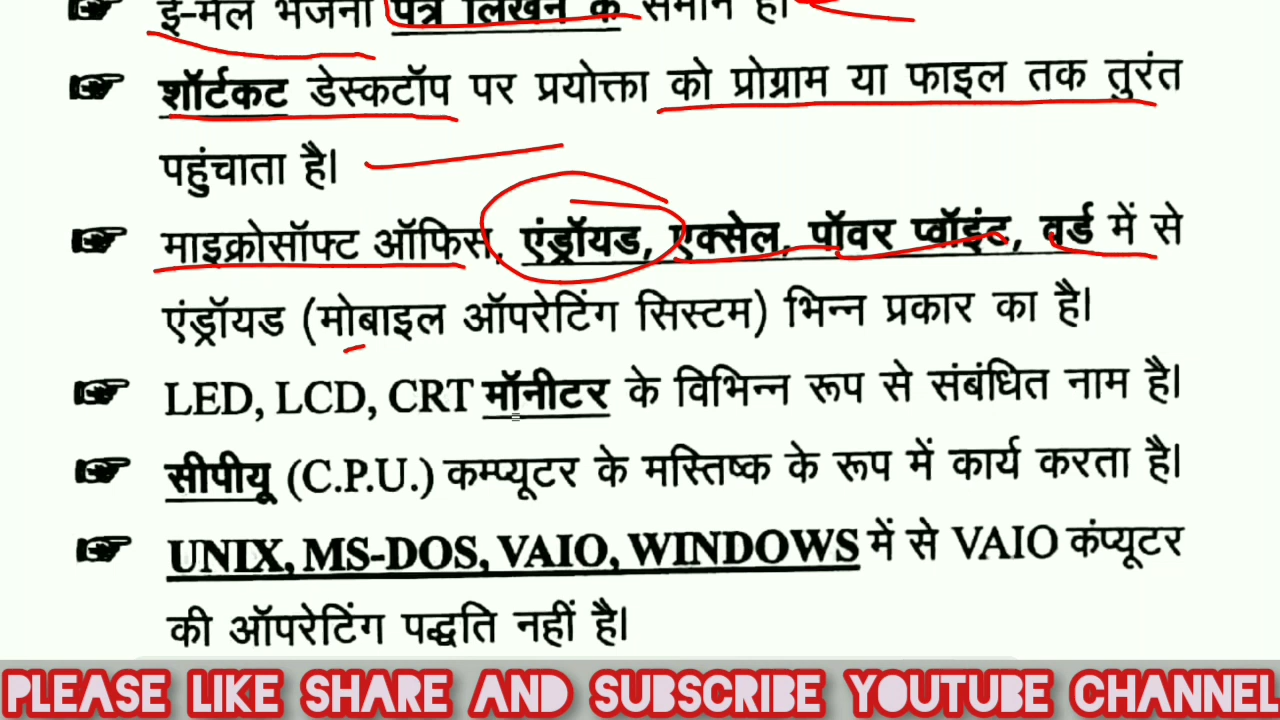 ई-मेल भेजना पत्र लिखने के समान है।
शॉर्टकट डेस्कटॉप पर प्रयोक्ता को प्रोग्राम या फाइल तक तुरंत
पहुंचाता है।
माइक्रोसॉफ्ट ऑफिस, एंड्रॉयड, एक्सेल, पॉवर प्वॉइंट, वर्ड में से
एंड्रॉयड (मोबाइल ऑपरेटिंग सिस्टम) भिन्न प्रकार का है।
LED, LCD, CRT मॉनीटर के विभिन्न रूप से संबंधित नाम है।
सीपीयू (C.P.U.) कम्प्यूटर के मस्तिष्क के रूप में कार्य करता है।
UNIX, MS-DOS, VAIO, WINDOWS में से VAIO कंप्यूटर
की ऑपरेटिंग पद्धति नहीं है।
PLEASE LIKE SHARE AND SUBSCRIBE YOUTUBE CHANNEL